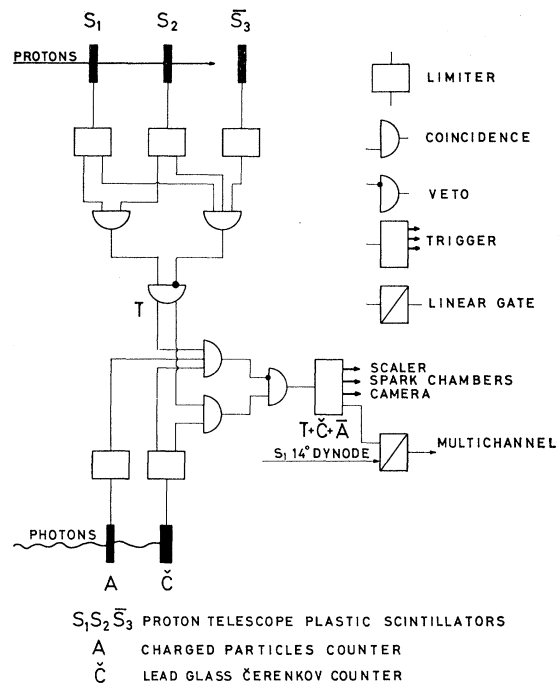 S₁ S₂ S̅₃
PROTONS
LIMITER
COINCIDENCE
VETO
TRIGGER
LINEAR GATE
T
SCALER
SPARK CHAMBERS
CAMERA
T+Č+A̅
S₁ 14° DYNODE
MULTICHANNEL
PHOTONS
A Č
S₁S₂S̅₃ PROTON TELESCOPE PLASTIC SCINTILLATORS
A CHARGED PARTICLES COUNTER
Č LEAD GLASS ČERENKOV COUNTER